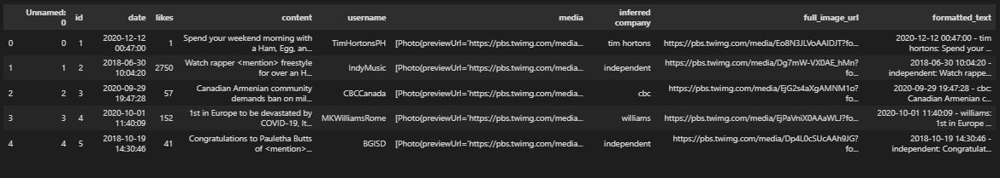 Unnamed: 0 id date likes content username media inferred company full_image_url formatted_text
0 0 1 2020-12-12 00:47:00 1 Spend your weekend morning with a Ham, Egg, an... TimHortonsPH [Photo(previewUrl='https://pbs.twimg.com/media... tim hortons https://pbs.twimg.com/media/Eo8N3JLVoAAIDJT?fo... 2020-12-12 00:47:00 - tim hortons: Spend your ...
1 1 2 2018-06-30 10:04:20 2750 Watch rapper <mention> freestyle for over an H... IndyMusic [Photo(previewUrl='https://pbs.twimg.com/media... independent https://pbs.twimg.com/media/Dg7mW-VX0AE_hMn?fo... 2018-06-30 10:04:20 - independent: Watch rappe...
2 2 3 2020-09-29 19:47:28 57 Canadian Armenian community demands ban on mil... CBCCanada [Photo(previewUrl='https://pbs.twimg.com/media... cbc https://pbs.twimg.com/media/EjG2s4aXgAMNM1o?fo... 2020-09-29 19:47:28 - cbc: Canadian Armenian c...
3 3 4 2020-10-01 11:40:09 152 1st in Europe to be devastated by COVID-19, It... MKWilliamsRome [Photo(previewUrl='https://pbs.twimg.com/media... williams https://pbs.twimg.com/media/EjPaVniX0AAaWLJ?fo... 2020-10-01 11:40:09 - williams: 1st in Europe ...
4 4 5 2018-10-19 14:30:46 41 Congratulations to Pauletha Butts of <mention>... BGISD [Photo(previewUrl='https://pbs.twimg.com/media... independent https://pbs.twimg.com/media/Dp4L0cSUcAAh9JG?fo... 2018-10-19 14:30:46 - independent: Congratulat...